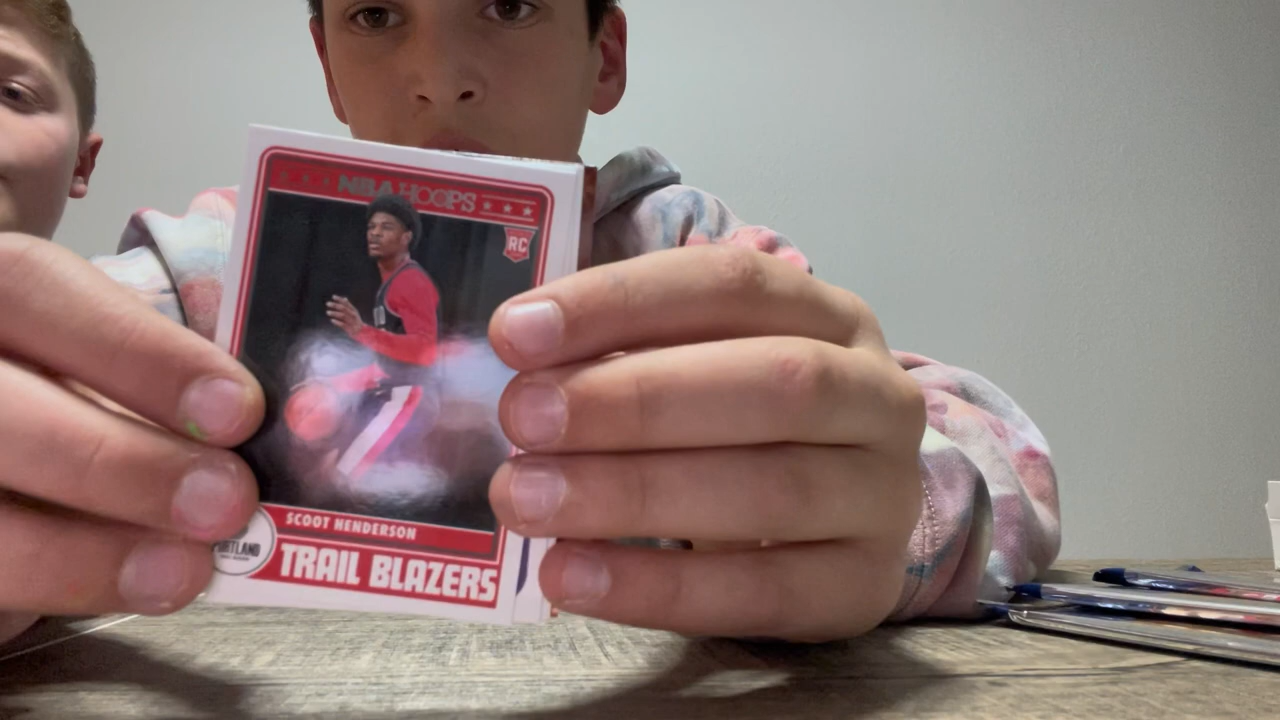 NBA HOOPS
RC
SCOOT HENDERSON
PORTLAND
TRAIL BLAZERS